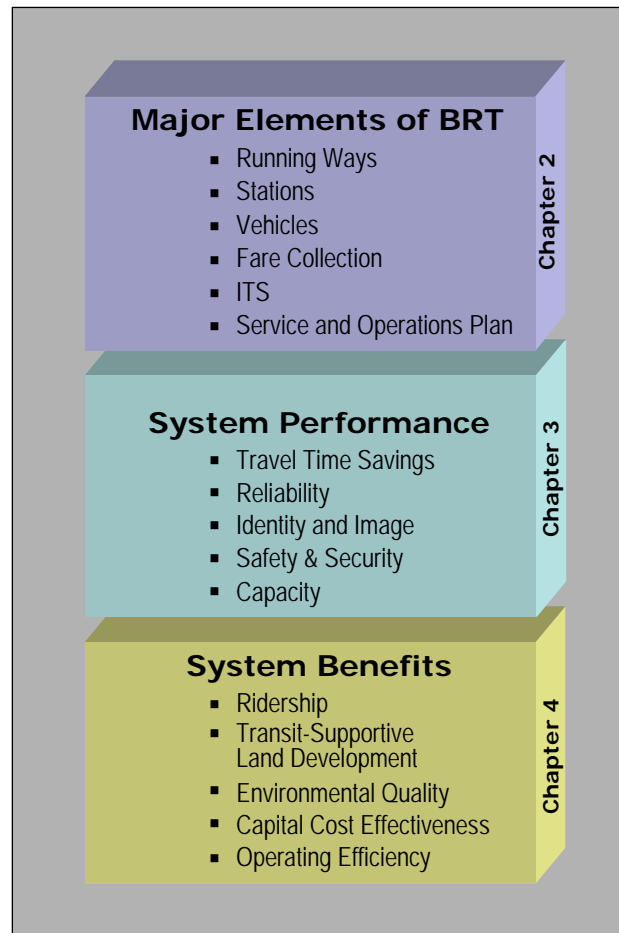 Major Elements of BRT
▪ Running Ways
▪ Stations
▪ Vehicles
▪ Fare Collection
▪ ITS
▪ Service and Operations Plan
Chapter 2
System Performance
▪ Travel Time Savings
▪ Reliability
▪ Identity and Image
▪ Safety & Security
▪ Capacity
Chapter 3
System Benefits
▪ Ridership
▪ Transit-Supportive
Land Development
▪ Environmental Quality
▪ Capital Cost Effectiveness
▪ Operating Efficiency
Chapter 4